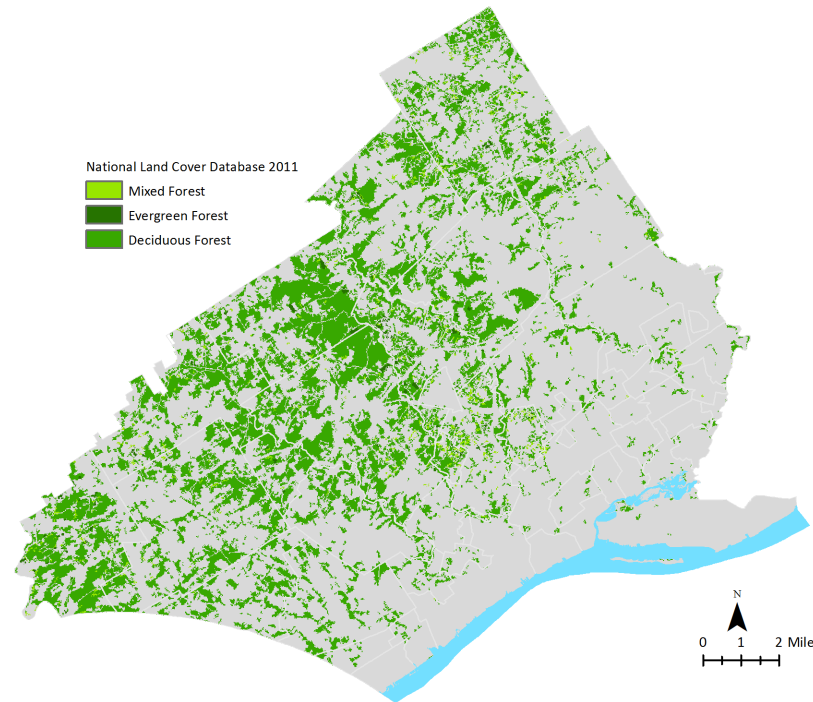 National Land Cover Database 2011
Mixed Forest
Evergreen Forest
Deciduous Forest
N
0 1 2 Mile